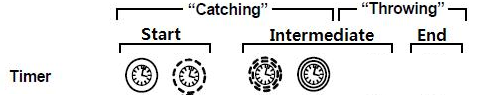 “Catching” “Throwing”
Start Intermediate End
Timer